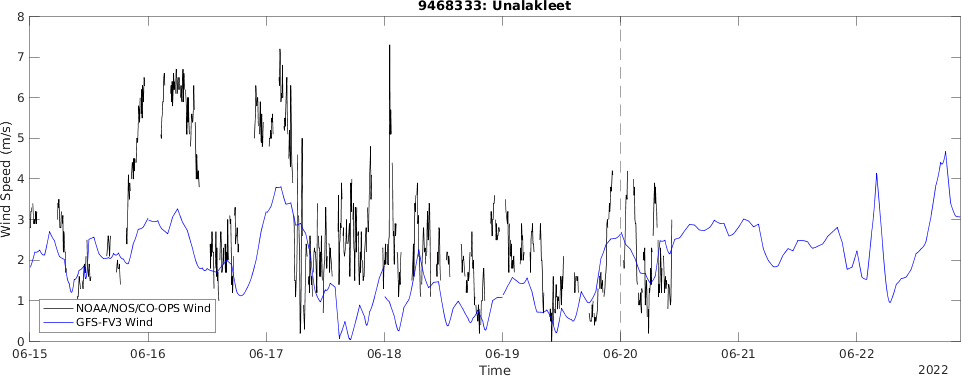 9468333: Unalakleet
8
7
6
5
4
3
2
1
0
Wind Speed (m/s)
NOAA/NOS/CO-OPS Wind
GFS-FV3 Wind
06-15 06-16 06-17 06-18 06-19 06-20 06-21 06-22
Time
2022